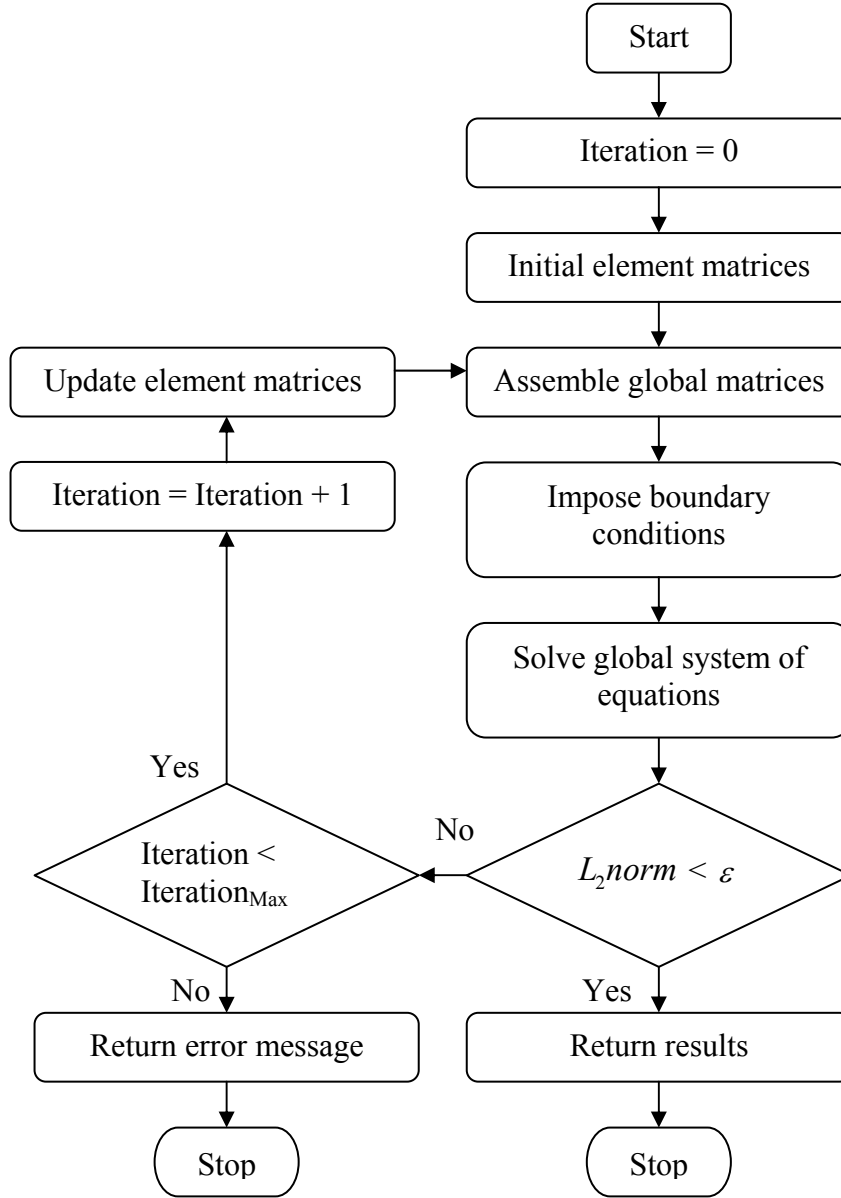 Start
Iteration = 0
Initial element matrices
Update element matrices
Assemble global matrices
Iteration = Iteration + 1
Impose boundary
conditions
Solve global system of
equations
Yes
No
Iteration <
Iteration_Max
L₂norm < ε
No
Yes
Return error message
Return results
Stop
Stop